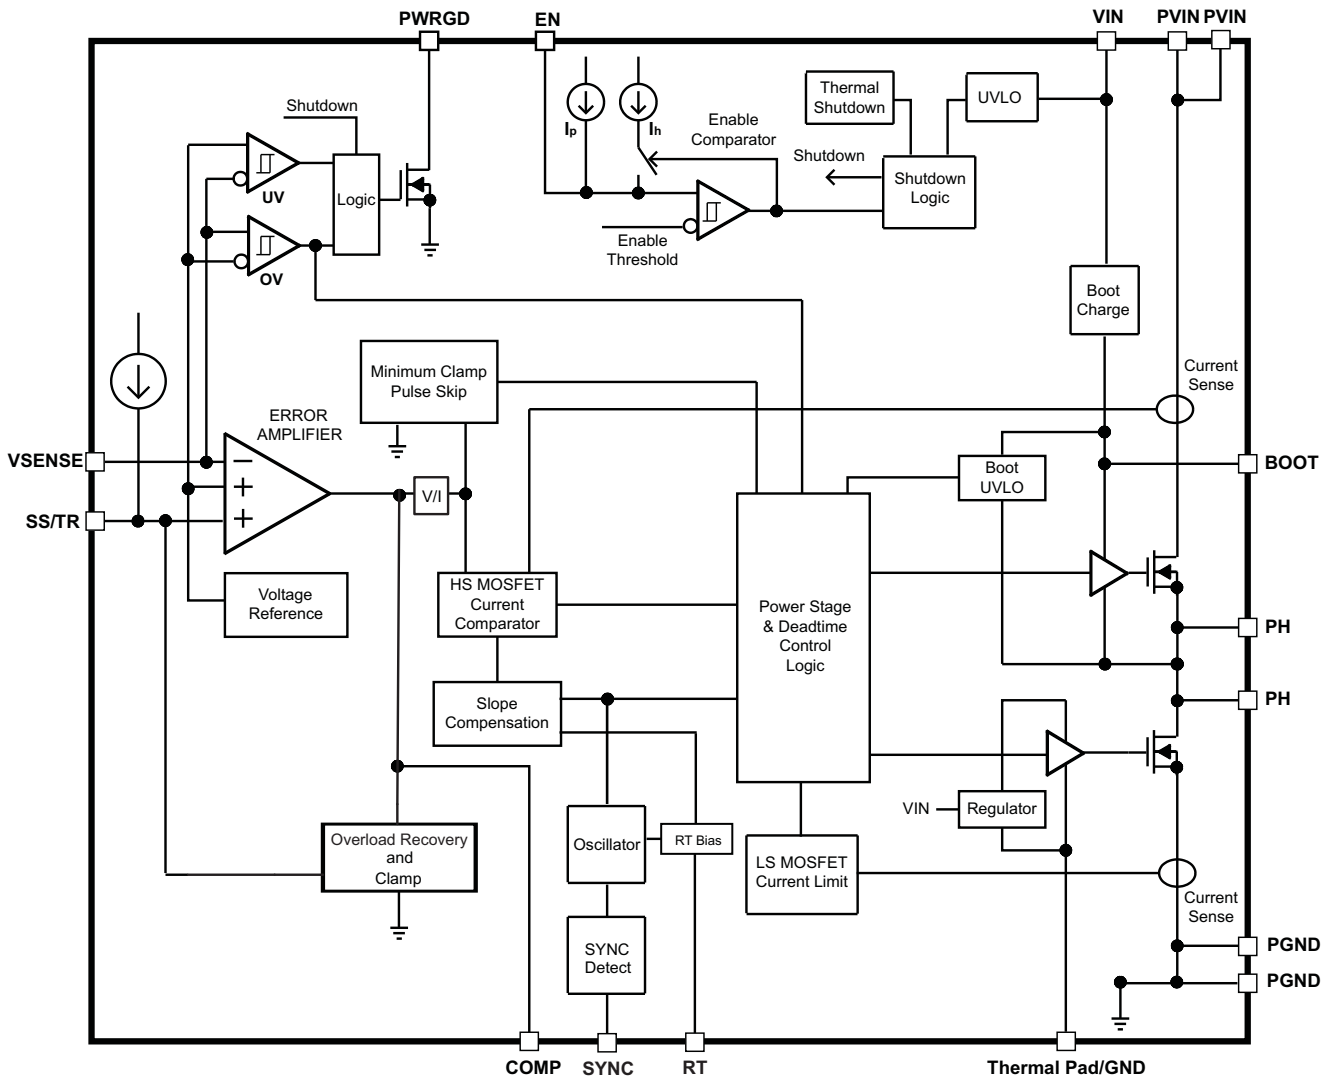 PWRGD
EN
VIN
PVIN
PVIN
Shutdown
UV
OV
Logic
Ip
Ih
Enable
Comparator
Enable
Threshold
Thermal
Shutdown
UVLO
Shutdown
Shutdown
Logic
Boot
Charge
Minimum Clamp
Pulse Skip
Current
Sense
ERROR
AMPLIFIER
VSENSE
SS/TR
−
+
+
V/I
Boot
UVLO
BOOT
Voltage
Reference
HS MOSFET
Current
Comparator
Power Stage
& Deadtime
Control
Logic
PH
PH
Slope
Compensation
VIN
Regulator
Overload Recovery
and
Clamp
Oscillator
RT Bias
LS MOSFET
Current Limit
Current
Sense
SYNC
Detect
PGND
PGND
COMP
SYNC
RT
Thermal Pad/GND